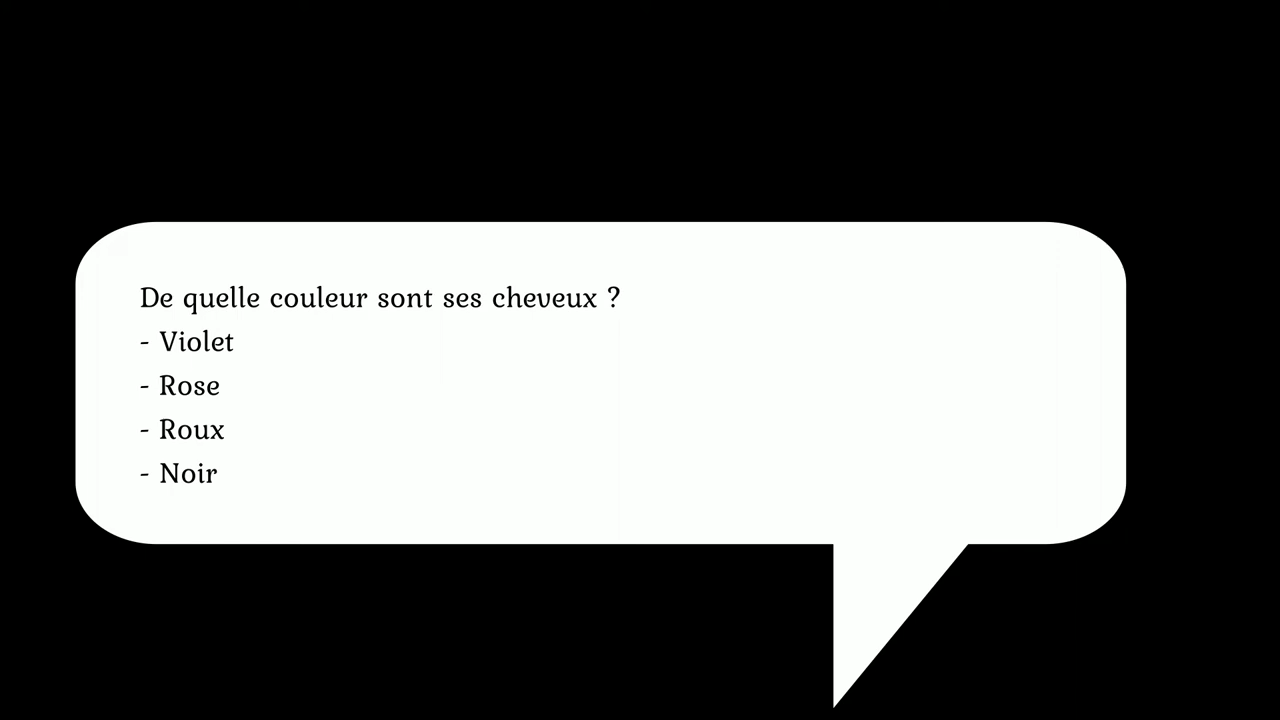 De quelle couleur sont ses cheveux ?
- Violet
- Rose
- Roux
- Noir